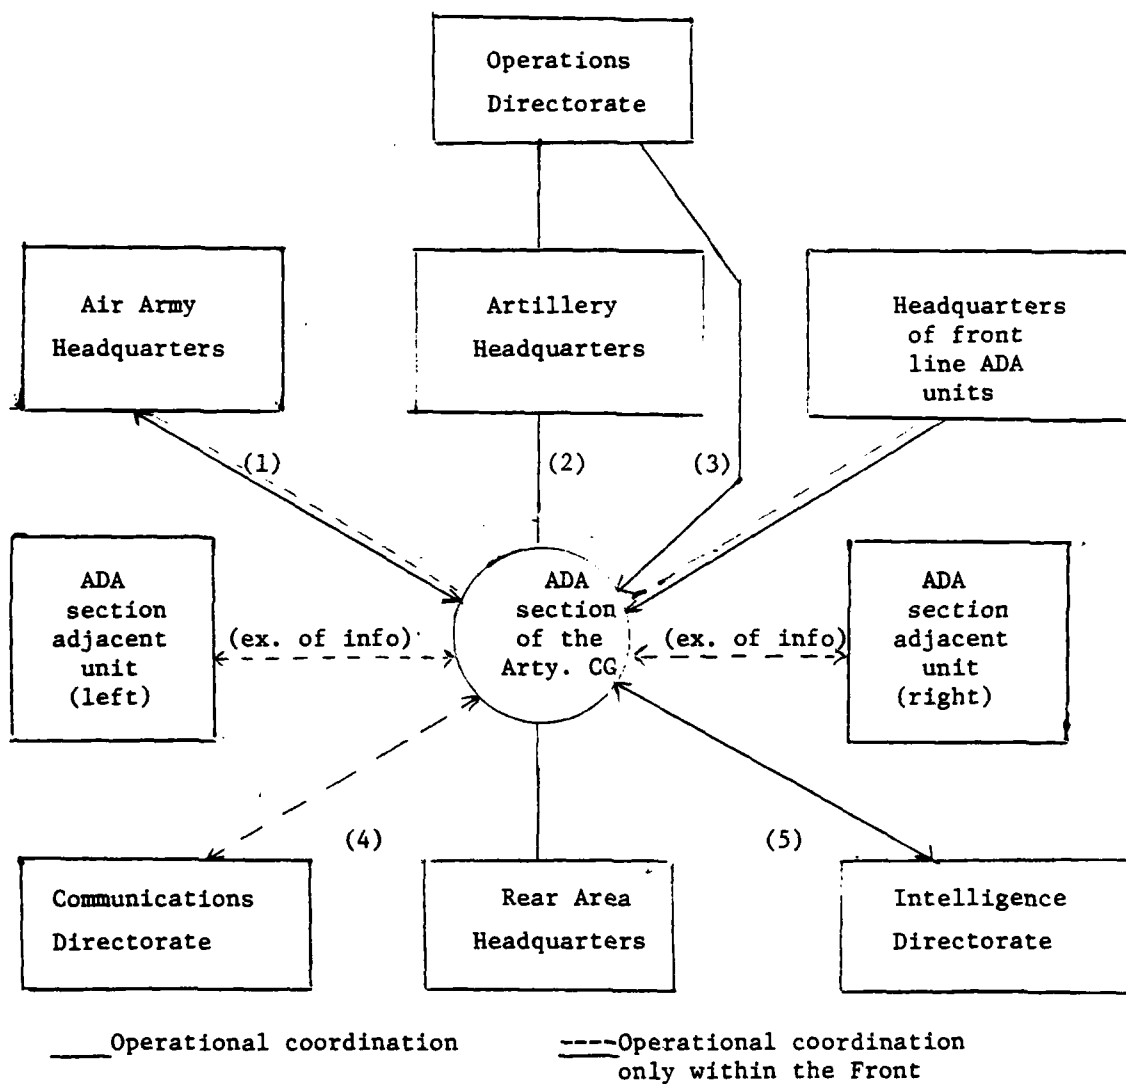 Operations
Directorate
Air Army
Headquarters
Artillery
Headquarters
Headquarters
of front
line ADA
units
(1)
(2)
(3)
ADA
section
adjacent
unit
(left)
(ex. of info)
ADA
section
of the
Arty. CG
(ex. of info)
ADA
section
adjacent
unit
(right)
(4)
(5)
Communications
Directorate
Rear Area
Headquarters
Intelligence
Directorate
Operational coordination
Operational coordination
only within the Front